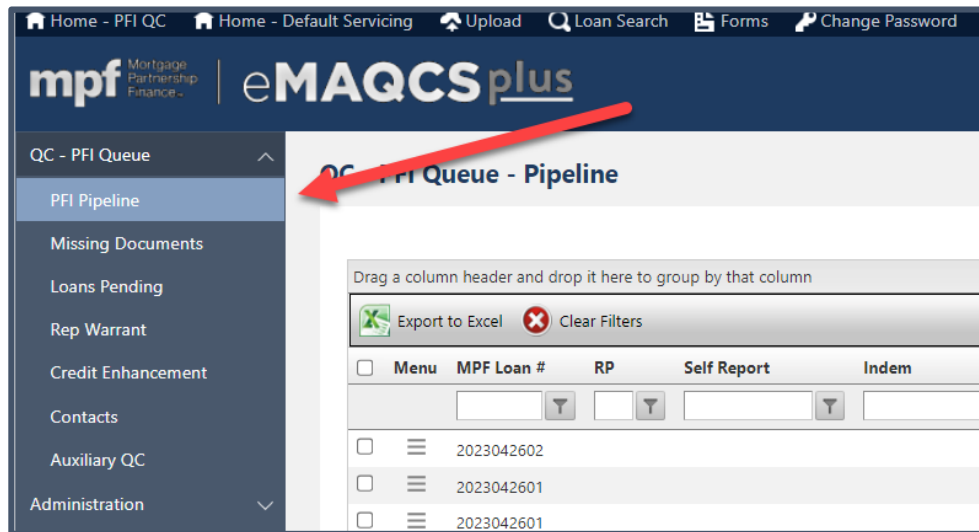 Home - PFI QC Home - Default Servicing Upload Loan Search Forms Change Password
mpf Mortgage Partnership Finance | eMAQCS plus
QC - PFI Queue
PFI Pipeline
Missing Documents
Loans Pending
Rep Warrant
Credit Enhancement
Contacts
Auxiliary QC
Administration
QC - PFI Queue - Pipeline
Drag a column header and drop it here to group by that column
Export to Excel Clear Filters
Menu MPF Loan # RP Self Report Indem
2023042602
2023042601
2023042601